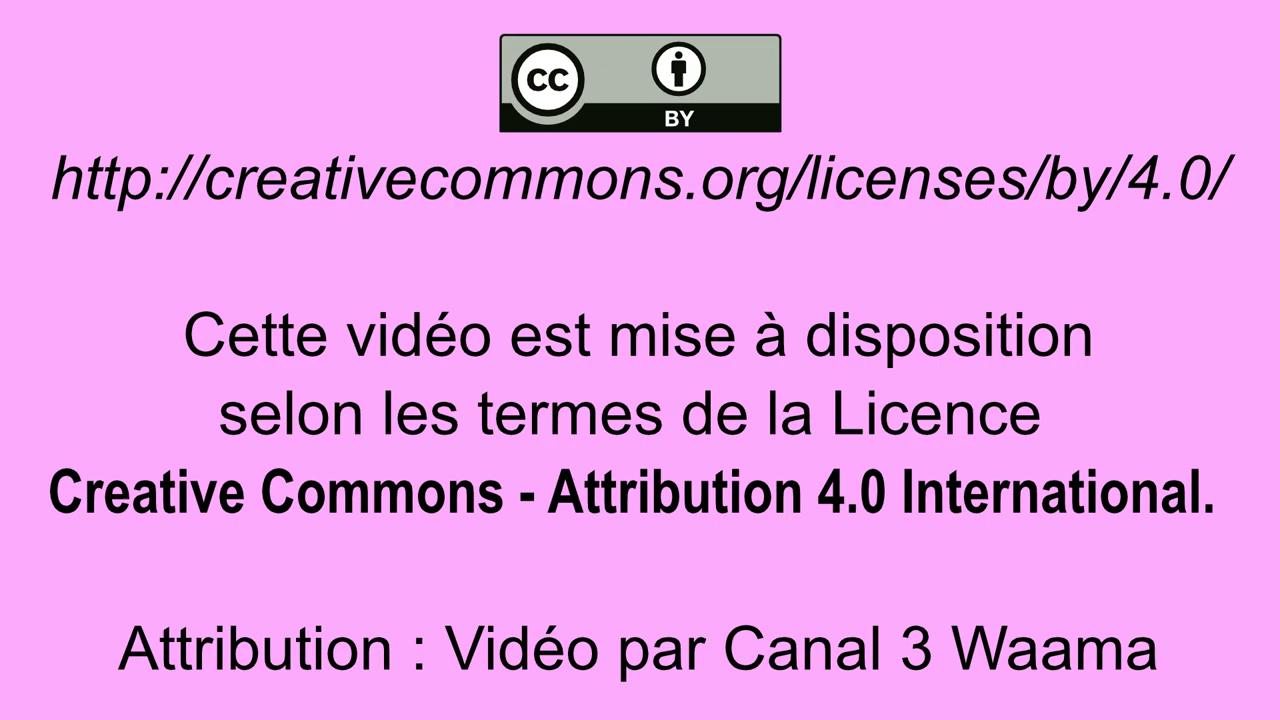 CC
BY
http://creativecommons.org/licenses/by/4.0/
Cette vidéo est mise à disposition
selon les termes de la Licence
Creative Commons - Attribution 4.0 International.
Attribution : Vidéo par Canal 3 Waama